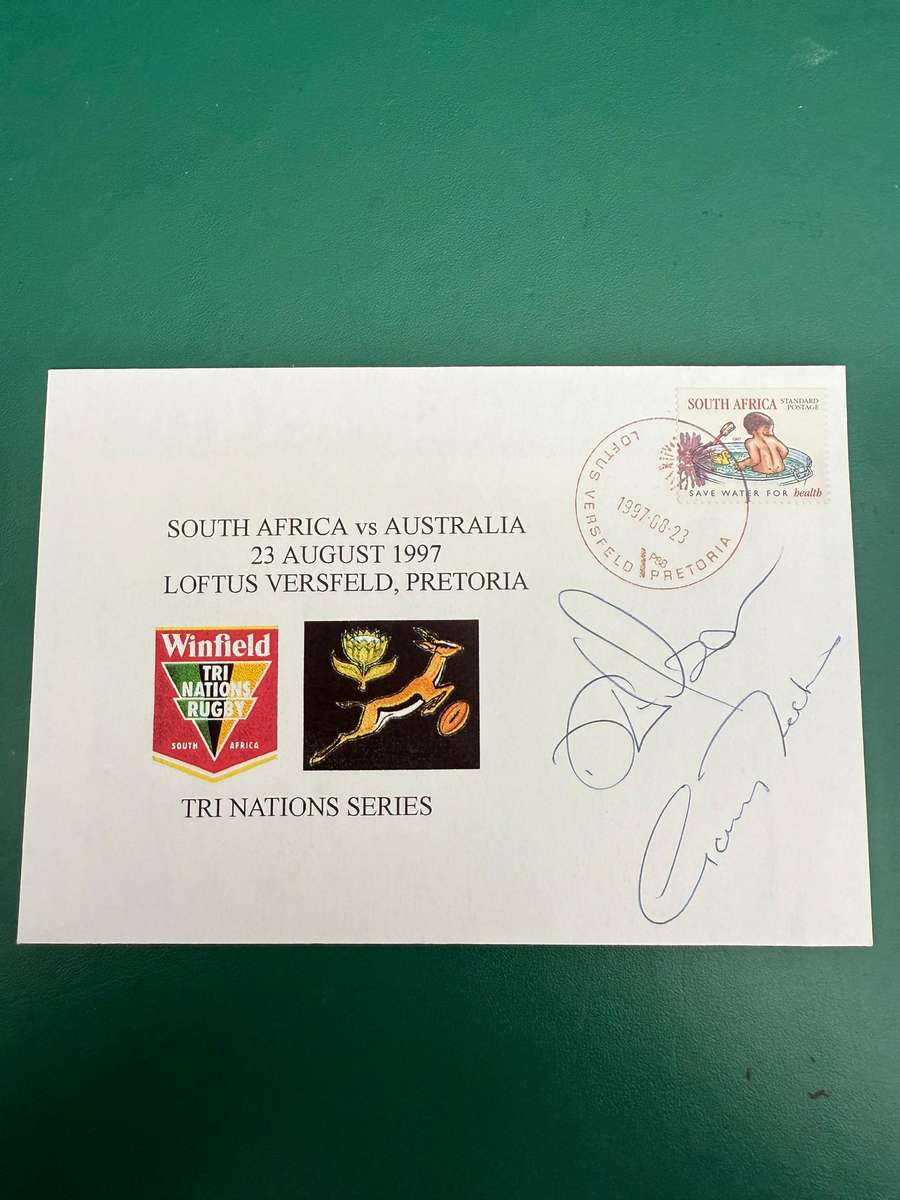 SOUTH AFRICA STANDARD
POSTAGE
1997
SAVE WATER FOR health
LOFTUS VERSFELD
1997-08-23
PRETORIA
SOUTH AFRICA vs AUSTRALIA
23 AUGUST 1997
LOFTUS VERSFELD, PRETORIA
Winfield
TRI
NATIONS
RUGBY
SOUTH AFRICA
TRI NATIONS SERIES